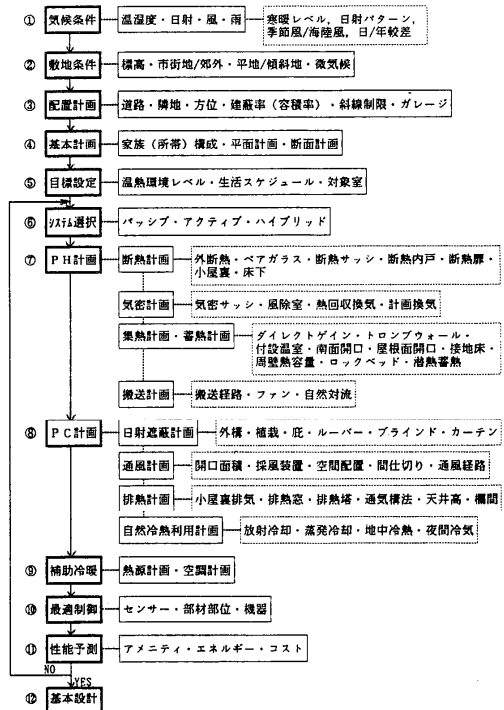 ① 気候条件 温湿度・日射・風・雨 寒暖レベル，日射パターン，
季節風/海陸風，日/年較差
② 敷地条件 標高・市街地/郊外・平地/傾斜地・微気候
③ 配置計画 道路・隣地・方位・建蔽率（容積率）・斜線制限・ガレージ
④ 基本計画 家族（所帯）構成・平面計画・断面計画
⑤ 目標設定 温熱環境レベル・生活スケジュール・対象室
⑥ システム選択 パッシブ・アクティブ・ハイブリッド
⑦ PH計画 断熱計画 外断熱・ペアガラス・断熱サッシ・断熱内戸・断熱扉・
小屋裏・床下
気密計画 気密サッシ・風除室・熱回収換気・計画換気
集熱計画・蓄熱計画 ダイレクトゲイン・トロンブウォール・
付設温室・南面開口・屋根面開口・接地床・
周壁熱容量・ロックベッド・潜熱蓄熱
搬送計画 搬送経路・ファン・自然対流
⑧ PC計画 日射遮蔽計画 外構・植栽・庇・ルーバー・ブラインド・カーテン
通風計画 開口面積・採風装置・空間配置・間仕切り・通風経路
排熱計画 小屋裏排気・排熱窓・排熱塔・通気構法・天井高・欄間
自然冷熱利用計画 放射冷却・蒸発冷却・地中冷熱・夜間冷気
⑨ 補助冷暖 熱源計画・空調計画
⑩ 最適制御 センサー・部材部位・機器
⑪ 性能予測 アメニティ・エネルギー・コスト
NO
YES
⑫ 基本設計